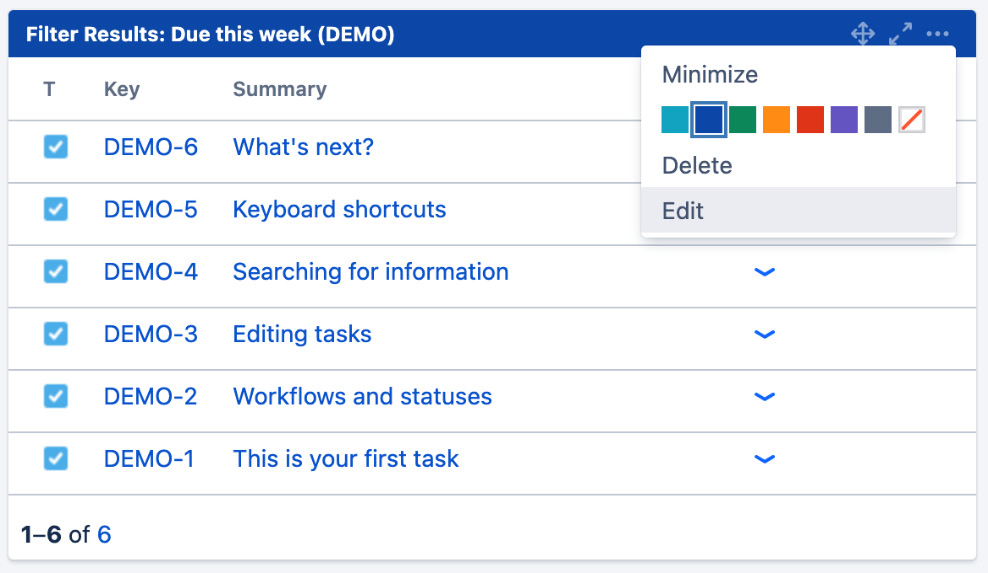 Filter Results: Due this week (DEMO)
Minimize
Delete
Edit
T Key Summary
DEMO-6 What's next?
DEMO-5 Keyboard shortcuts
DEMO-4 Searching for information
DEMO-3 Editing tasks
DEMO-2 Workflows and statuses
DEMO-1 This is your first task
1–6 of 6